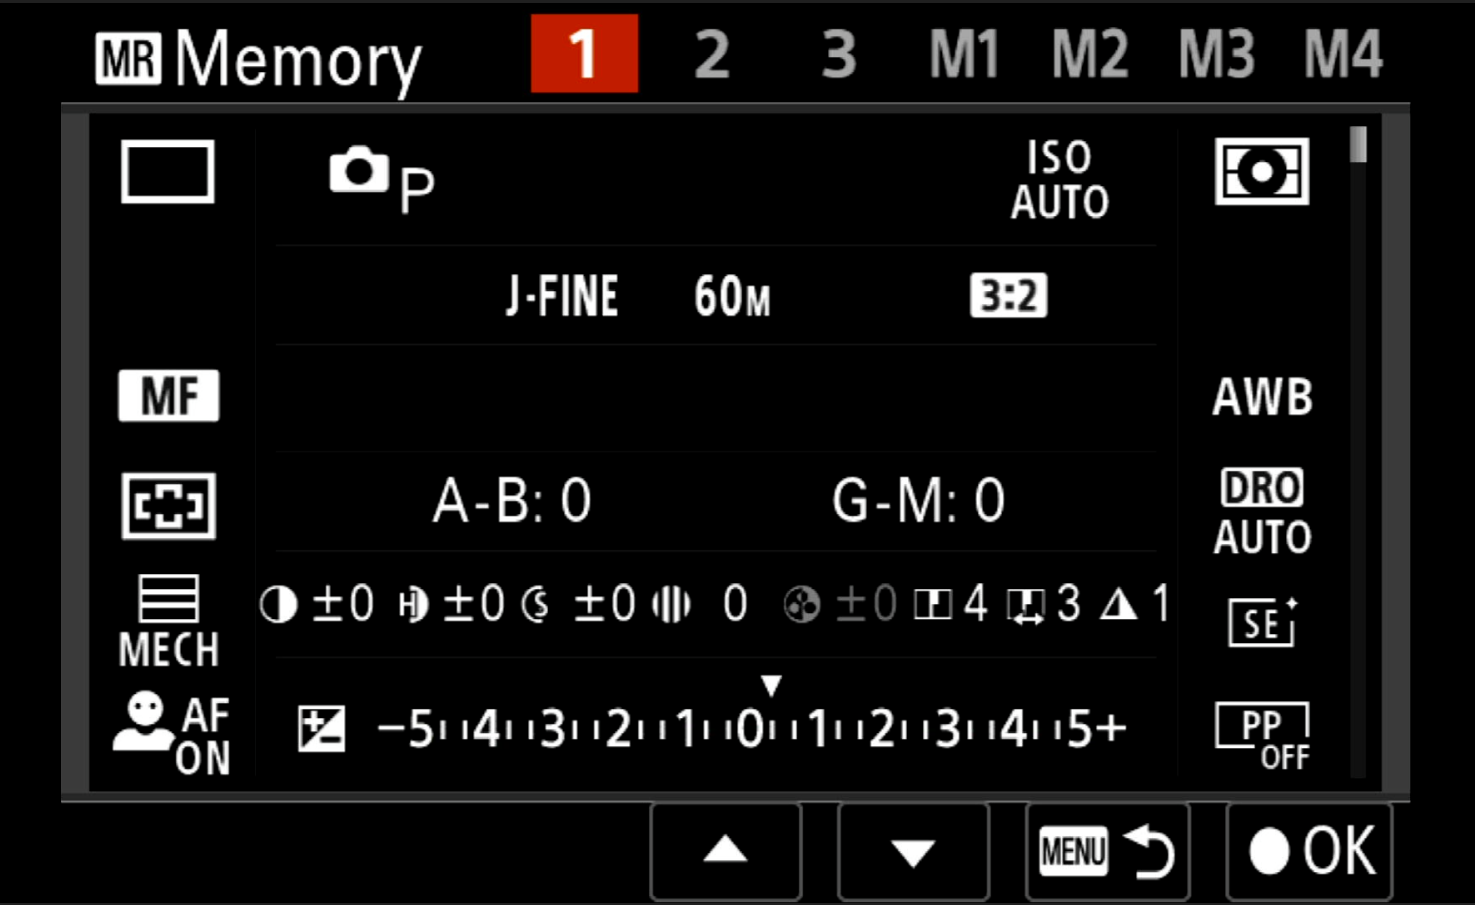 MR Memory 1 2 3 M1 M2 M3 M4
P ISO AUTO
J-FINE 60M 3:2
MF AWB
A-B: 0 G-M: 0 DRO AUTO
MECH ±0 ±0 ±0 0 ±0 4 3 1 SE
AF ON −5 4 3 2 1 0 1 2 3 4 5+ PP OFF
MENU OK